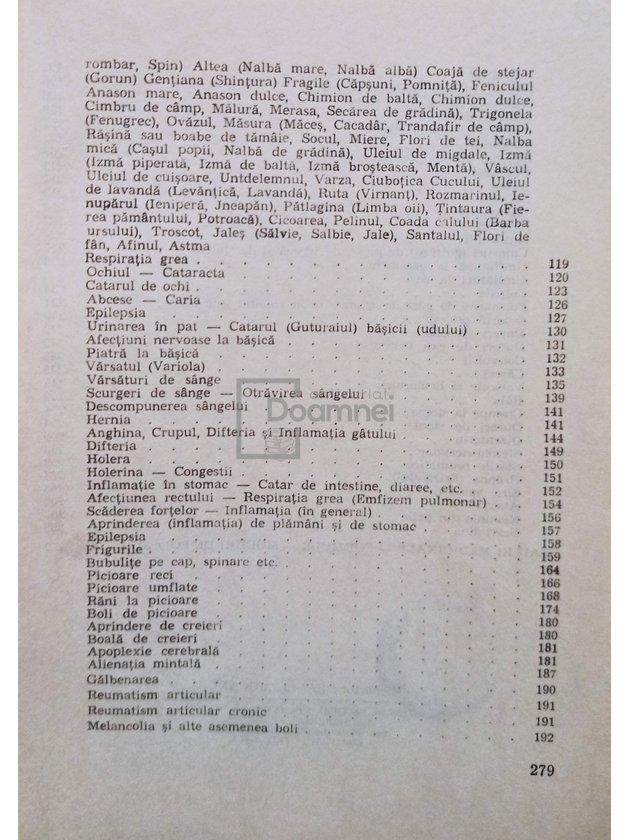 rombar, Spin) Altea (Nalbă mare, Nalbă albă) Coajă de stejar
(Gorun) Gențiana (Shințura) Fragile (Căpșuni, Pomniță), Feniculul
Anason mare, Anason dulce, Chimion de baltă, Chimion dulce,
Cimbru de câmp, Mălură, Merasa, Secărea de grădină), Trigonela
(Fenugrec), Ovăzul, Măsura (Măceș, Cacadâr, Trandafir de câmp),
Rășină sau boabe de tămâie, Socul, Miere, Flori de tei, Nalba
mică (Cașul popii, Nalbă de grădină), Uleiul de migdale, Izmă
(Izmă piperată, Izmă de baltă, Izmă broștească, Mentă), Vâscul,
Uleiul de cuișoare, Untdelemnul, Varza, Ciuboțica Cucului, Uleiul
de lavandă (Levănțică, Lavandă), Ruta (Virnanț), Rozmarinul, Ie-
nupărul (Ieniperă, Jneapăn), Pătlagina (Limba oii), Țintaura (Fie-
rea pământului, Potroacă), Cicoarea, Pelinul, Coada calului (Barba
ursului), Troscot, Jaleș (Sălvie, Salbie, Jale), Santalul, Flori de
fân, Afinul, Astma
Respirația grea . . . . . . . . . 119
Ochiul — Cataracta . . . . . . . . 120
Catarul de ochi . . . . . . . . . 123
Abcese — Caria . . . . . . . . . 126
Epilepsia . . . . . . . . . . 127
Urinarea în pat — Catarul (Guturaiul) bășicii (udului) . . . 130
Afecțiuni nervoase la bășică . . . . . . . 131
Piatră la bășică . . . . . . . . . 132
Vărsatul (Variola) . . . . . . . . 133
Vărsături de sânge . . . . . . . . 135
Scurgeri de sânge — Otrăvirea sângelui . . . . . 139
Descompunerea sângelui . . . . . . . 141
Hernia . . . . . . . . . . 141
Anghina, Crupul, Difteria și Inflamația gâtului . . . . 144
Difteria . . . . . . . . . . 149
Holera . . . . . . . . . . 150
Holerina — Congestii . . . . . . . . 151
Inflamație în stomac — Catar de intestine, diaree, etc. . . . 152
Afecțiunea rectului — Respirația grea (Emfizem pulmonar) . . 154
Scăderea forțelor — Inflamația (în general) . . . . . 156
Aprinderea (inflamația) de plămâni și de stomac . . . . 157
Epilepsia . . . . . . . . . . 158
Frigurile . . . . . . . . . . 159
Bubulițe pe cap, spinare etc. . . . . . . . 164
Picioare reci . . . . . . . . . 166
Picioare umflate . . . . . . . . . 168
Răni la picioare . . . . . . . . . 174
Boli de picioare . . . . . . . . . 180
Aprindere de creieri . . . . . . . . 180
Boală de creieri . . . . . . . . . 181
Apoplexie cerebrală . . . . . . . . 181
Alienația mintală . . . . . . . . 187
Gălbenarea . . . . . . . . . . 190
Reumatism articular . . . . . . . . 191
Reumatism articular cronic . . . . . . . 191
Melancolia și alte asemenea boli . . . . . . 192
279
Doamnei